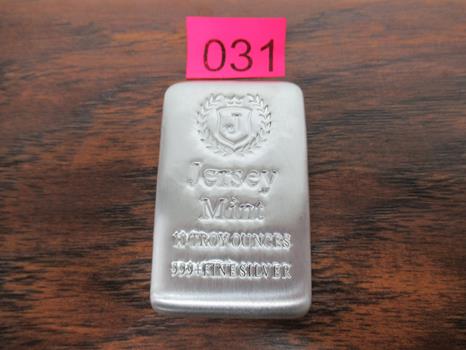 031
J
Jersey
Mint
10 TROY OUNCES
999+ FINE SILVER